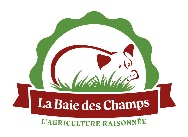 La Baie des Champs
L'AGRICULTURE RAISONNÉE